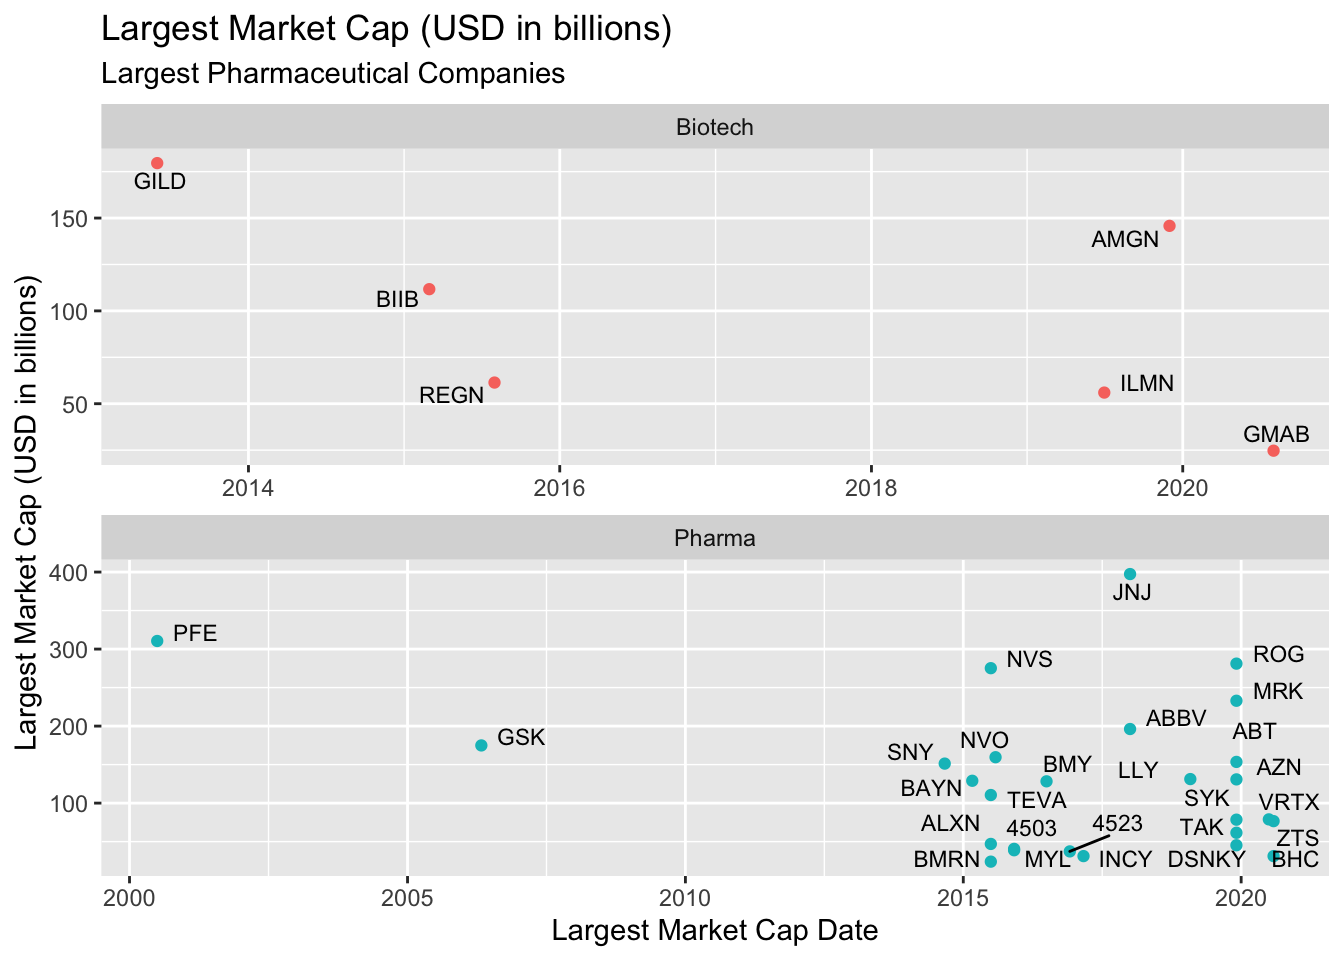 Largest Market Cap (USD in billions)
Largest Pharmaceutical Companies
Biotech
GILD
150
AMGN
BIIB
100
ILMN
REGN
50
GMAB
2014 2016 2018 2020
Largest Market Cap (USD in billions)
Pharma
400
JNJ
PFE
300
NVS
ROG
MRK
ABBV
200
ABT
GSK
NVO
SNY
BMY
LLY
AZN
BAYN
SYK
VRTX
TEVA
100
ALXN
4503
4523
TAK
ZTS
BMRN
MYL
INCY
DSNKY
BHC
2000 2005 2010 2015 2020
Largest Market Cap Date